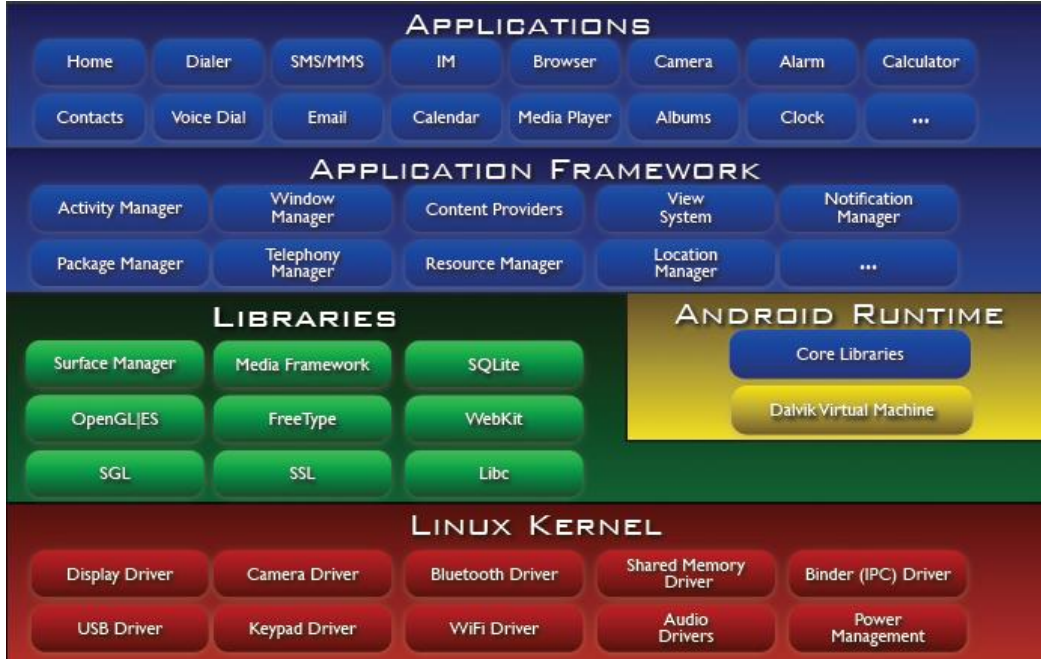 Applications
Home Dialer SMS/MMS IM Browser Camera Alarm Calculator
Contacts Voice Dial Email Calendar Media Player Albums Clock ...
Application Framework
Activity Manager Window Manager Content Providers View System Notification Manager
Package Manager Telephony Manager Resource Manager Location Manager ...
Libraries
Android Runtime
Surface Manager Media Framework SQLite
Core Libraries
OpenGL|ES FreeType WebKit
Dalvik Virtual Machine
SGL SSL Libc
Linux Kernel
Display Driver Camera Driver Bluetooth Driver Shared Memory Driver Binder (IPC) Driver
USB Driver Keypad Driver WiFi Driver Audio Drivers Power Management